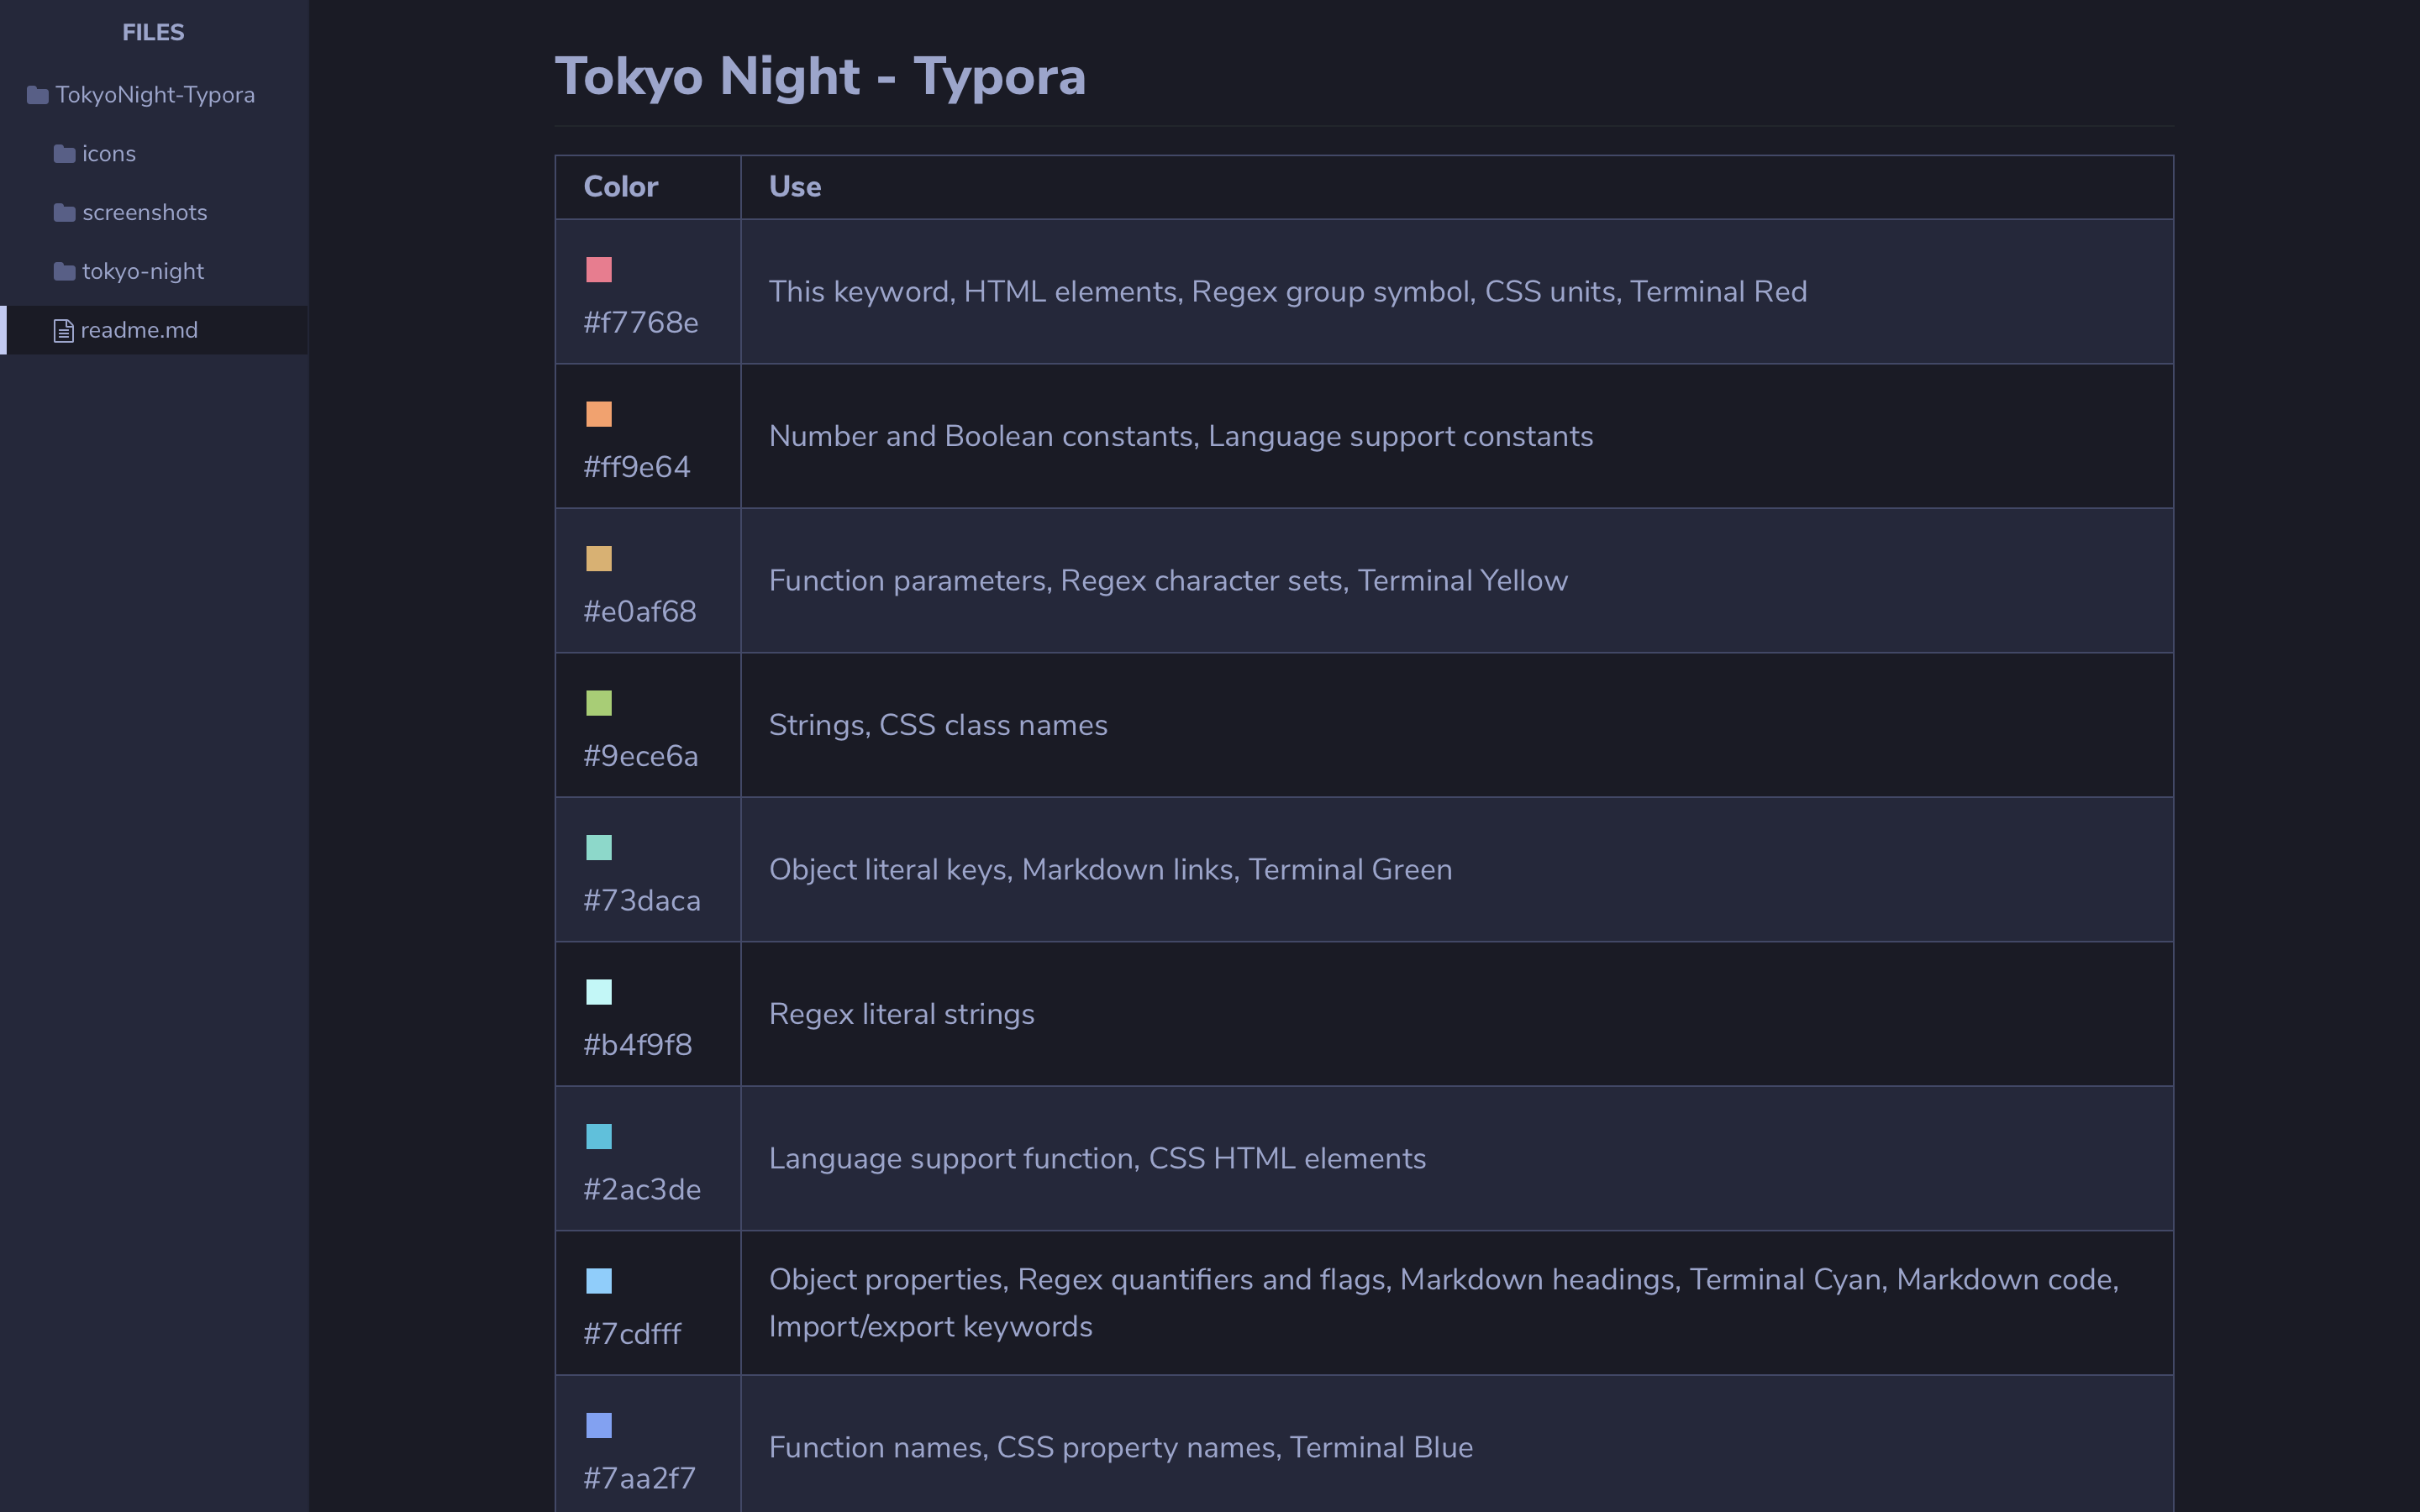 FILES
TokyoNight-Typora
icons
screenshots
tokyo-night
readme.md
Tokyo Night - Typora
Color Use
#f7768e This keyword, HTML elements, Regex group symbol, CSS units, Terminal Red
#ff9e64 Number and Boolean constants, Language support constants
#e0af68 Function parameters, Regex character sets, Terminal Yellow
#9ece6a Strings, CSS class names
#73daca Object literal keys, Markdown links, Terminal Green
#b4f9f8 Regex literal strings
#2ac3de Language support function, CSS HTML elements
#7cdfff Object properties, Regex quantifiers and flags, Markdown headings, Terminal Cyan, Markdown code,
Import/export keywords
#7aa2f7 Function names, CSS property names, Terminal Blue